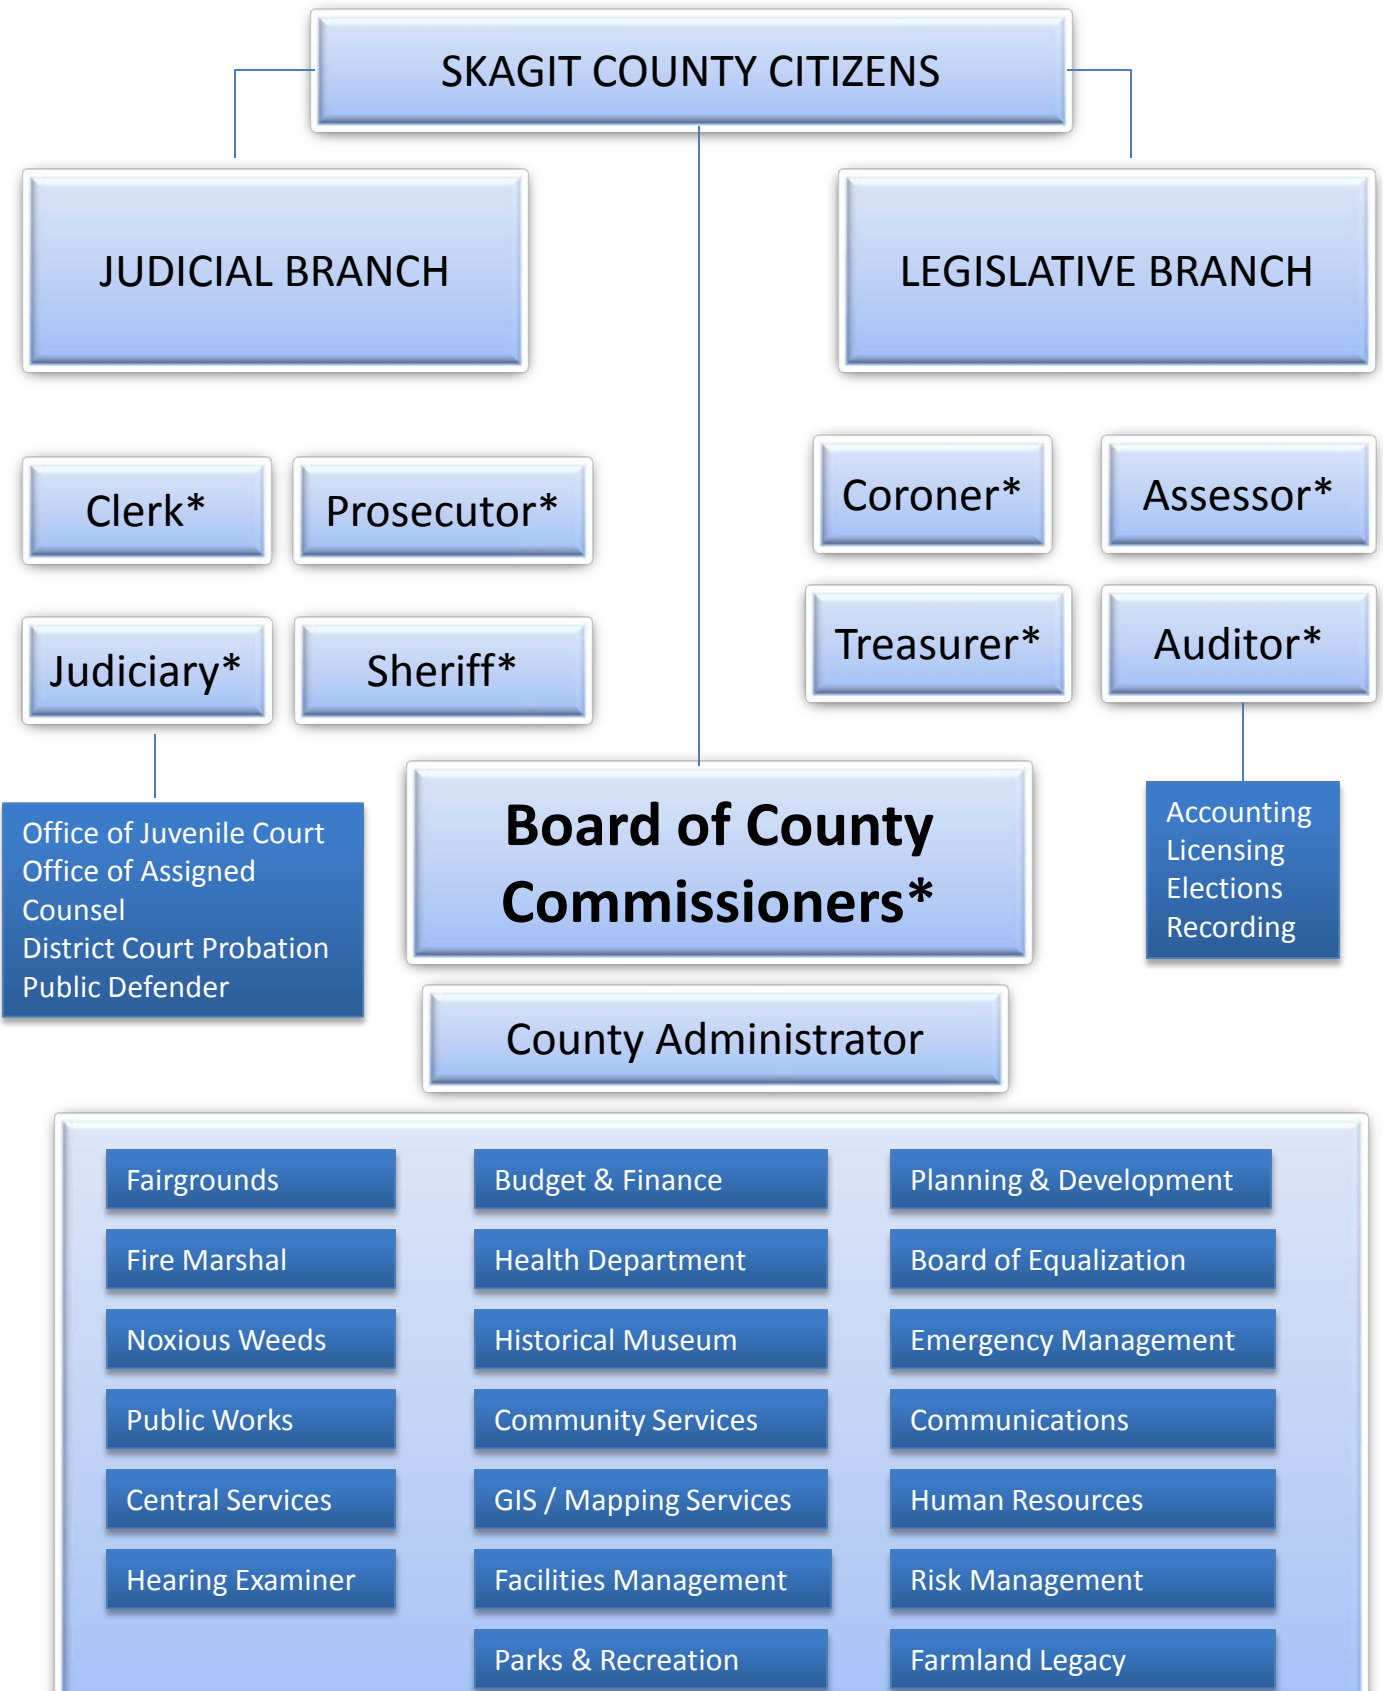 SKAGIT COUNTY CITIZENS
JUDICIAL BRANCH
LEGISLATIVE BRANCH
Clerk*
Prosecutor*
Judiciary*
Sheriff*
Coroner*
Assessor*
Treasurer*
Auditor*
Office of Juvenile Court
Office of Assigned
Counsel
District Court Probation
Public Defender
Board of County
Commissioners*
Accounting
Licensing
Elections
Recording
County Administrator
Fairgrounds
Fire Marshal
Noxious Weeds
Public Works
Central Services
Hearing Examiner
Budget & Finance
Health Department
Historical Museum
Community Services
GIS / Mapping Services
Facilities Management
Parks & Recreation
Planning & Development
Board of Equalization
Emergency Management
Communications
Human Resources
Risk Management
Farmland Legacy